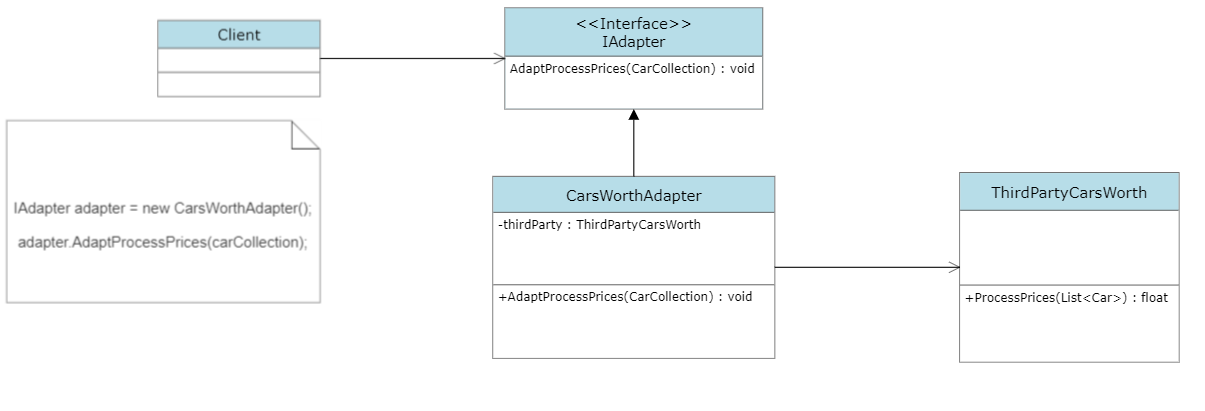 Client
<<Interface>>
IAdapter
AdaptProcessPrices(CarCollection) : void
IAdapter adapter = new CarsWorthAdapter();
adapter.AdaptProcessPrices(carCollection);
CarsWorthAdapter
-thirdParty : ThirdPartyCarsWorth
+AdaptProcessPrices(CarCollection) : void
ThirdPartyCarsWorth
+ProcessPrices(List<Car>) : float